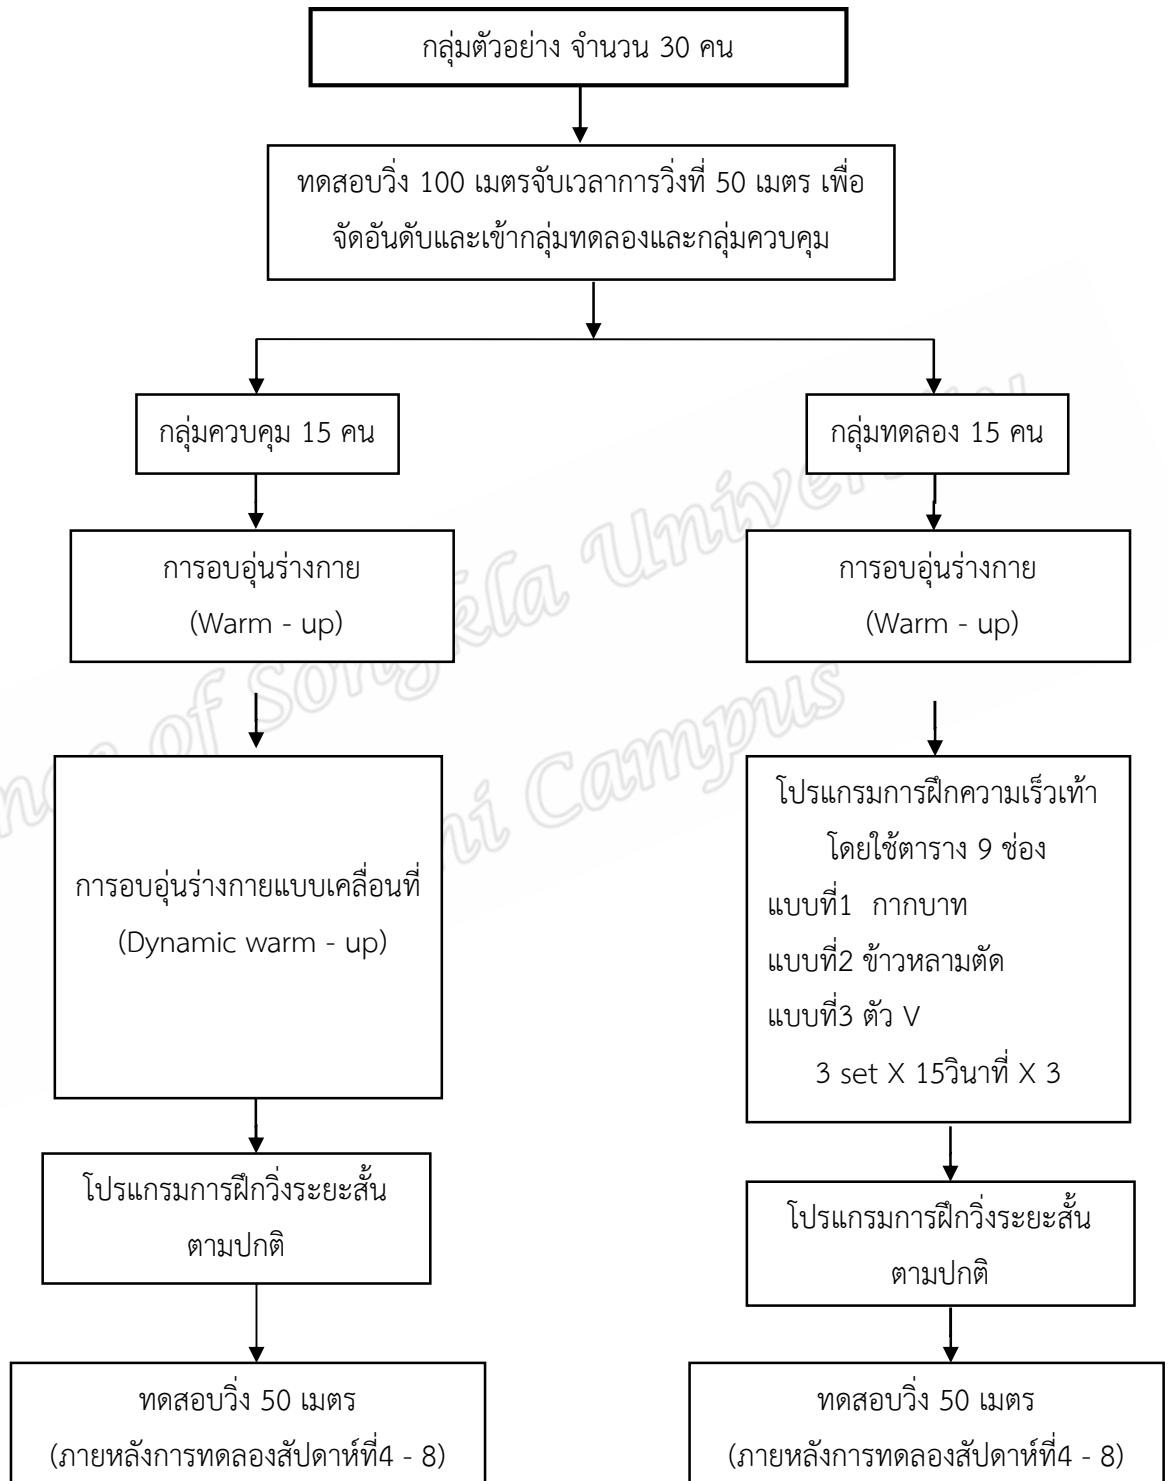 กลุ่มตัวอย่าง จำนวน 30 คน
ทดสอบวิ่ง 100 เมตรจับเวลาการวิ่งที่ 50 เมตร เพื่อ
จัดอันดับและเข้ากลุ่มทดลองและกลุ่มควบคุม
กลุ่มควบคุม 15 คน
การอบอุ่นร่างกาย
(Warm - up)
การอบอุ่นร่างกายแบบเคลื่อนที่
(Dynamic warm - up)
โปรแกรมการฝึกวิ่งระยะสั้น
ตามปกติ
ทดสอบวิ่ง 50 เมตร
(ภายหลังการทดลองสัปดาห์ที่4 - 8)
กลุ่มทดลอง 15 คน
การอบอุ่นร่างกาย
(Warm - up)
โปรแกรมการฝึกความเร็วเท้า
โดยใช้ตาราง 9 ช่อง
แบบที่1 กากบาท
แบบที่2 ข้าวหลามตัด
แบบที่3 ตัว V
3 set X 15วินาที่ X 3
โปรแกรมการฝึกวิ่งระยะสั้น
ตามปกติ
ทดสอบวิ่ง 50 เมตร
(ภายหลังการทดลองสัปดาห์ที่4 - 8)
of Songkla University
Campus